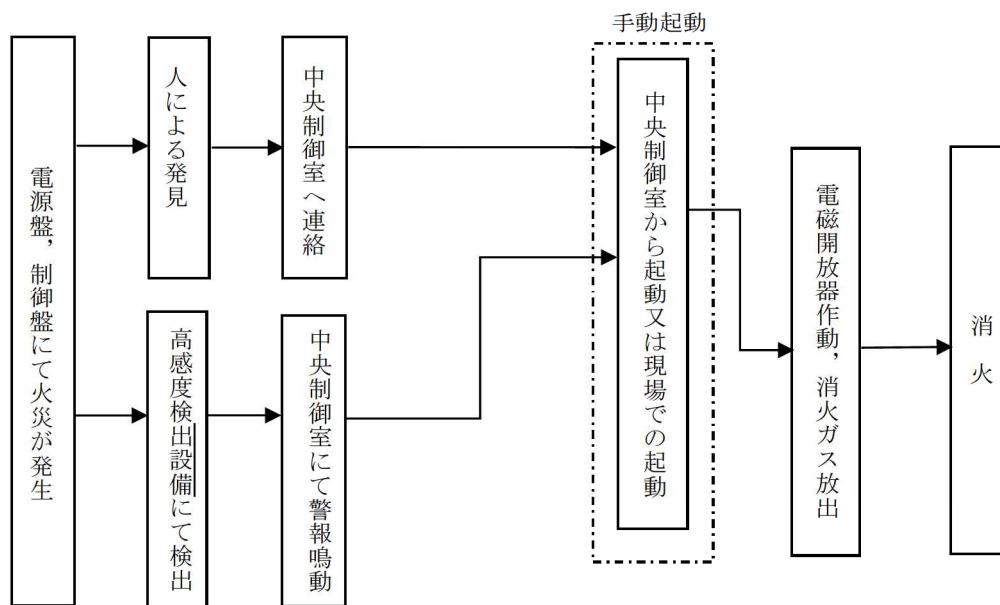 手動起動
電源盤，制御盤にて火災が発生
人による発見
中央制御室へ連絡
高感度検出設備にて検出
中央制御室にて警報鳴動
中央制御室から起動又は現場での起動
電磁開放器作動，消火ガス放出
消火